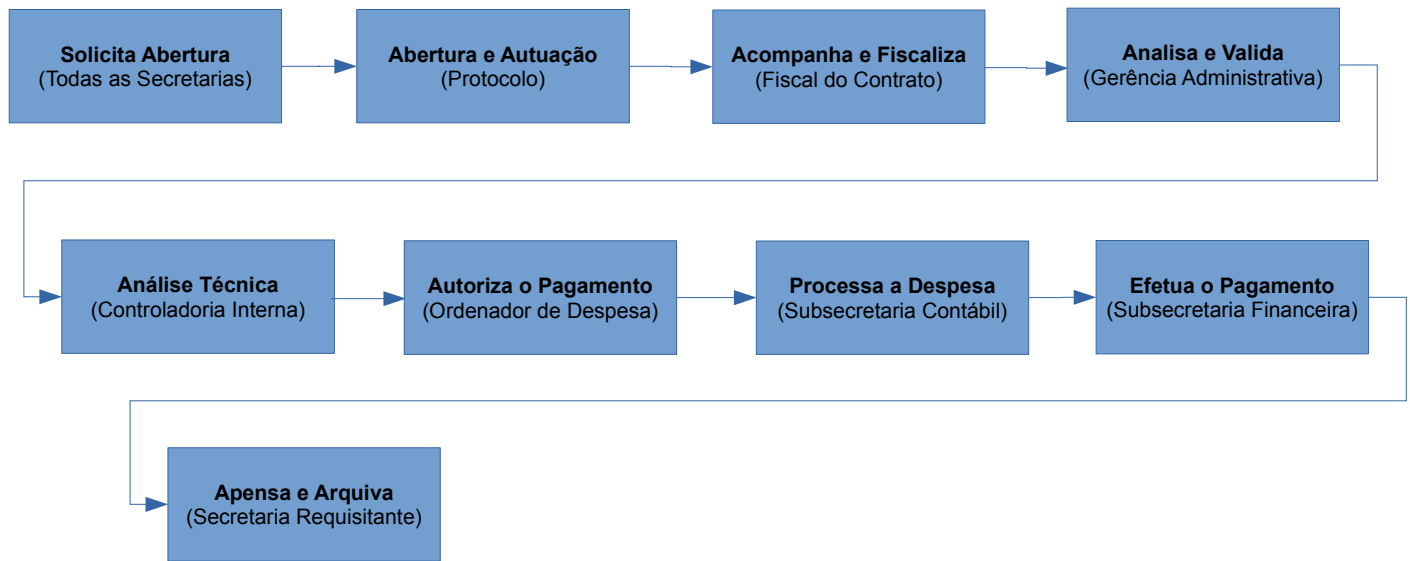 Solicita Abertura
(Todas as Secretarias)
Abertura e Autuação
(Protocolo)
Acompanha e Fiscaliza
(Fiscal do Contrato)
Analisa e Valida
(Gerência Administrativa)
Análise Técnica
(Controladoria Interna)
Autoriza o Pagamento
(Ordenador de Despesa)
Processa a Despesa
(Subsecretaria Contábil)
Efetua o Pagamento
(Subsecretaria Financeira)
Apensa e Arquiva
(Secretaria Requisitante)